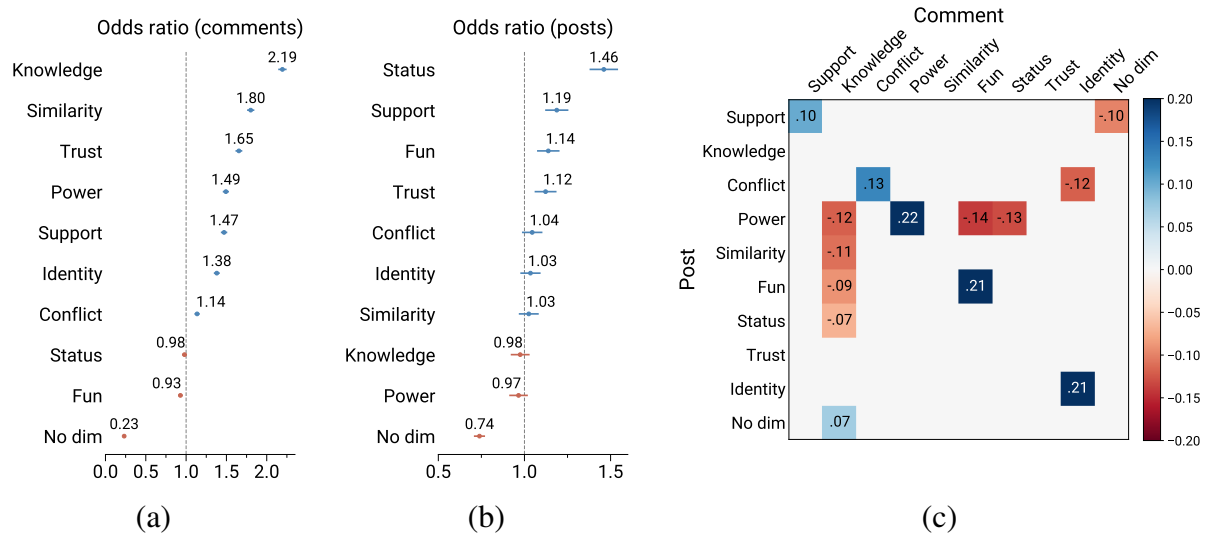 Odds ratio (comments)
Knowledge 2.19
Similarity 1.80
Trust 1.65
Power 1.49
Support 1.47
Identity 1.38
Conflict 1.14
Status 0.98
Fun 0.93
No dim 0.23
0.0 0.5 1.0 1.5 2.0
(a)
Odds ratio (posts)
Status 1.46
Support 1.19
Fun 1.14
Trust 1.12
Conflict 1.04
Identity 1.03
Similarity 1.03
Knowledge 0.98
Power 0.97
No dim 0.74
0.5 1.0 1.5
(b)
Comment
Support Knowledge Conflict Power Similarity Fun Status Trust Identity No dim
Post
Support .10 -.10
Knowledge
Conflict .13 -.12
Power -.12 .22 -.14 -.13
Similarity -.11
Fun -.09 .21
Status -.07
Trust
Identity .21
No dim .07
0.20
0.15
0.10
0.05
0.00
−0.05
−0.10
−0.15
−0.20
(c)